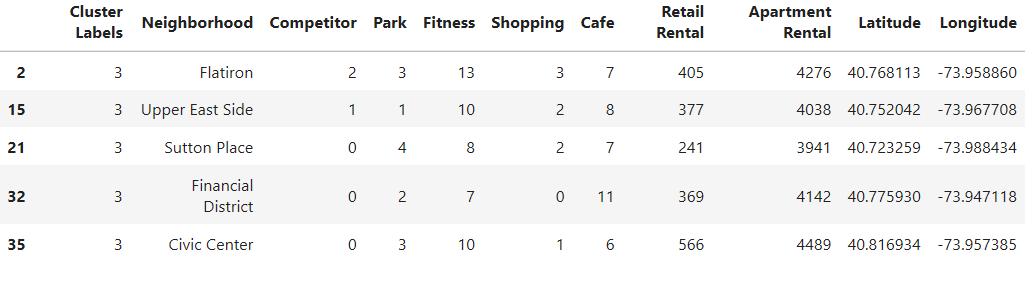 Cluster Labels Neighborhood Competitor Park Fitness Shopping Cafe Retail Rental Apartment Rental Latitude Longitude
2 3 Flatiron 2 3 13 3 7 405 4276 40.768113 -73.958860
15 3 Upper East Side 1 1 10 2 8 377 4038 40.752042 -73.967708
21 3 Sutton Place 0 4 8 2 7 241 3941 40.723259 -73.988434
32 3 Financial District 0 2 7 0 11 369 4142 40.775930 -73.947118
35 3 Civic Center 0 3 10 1 6 566 4489 40.816934 -73.957385